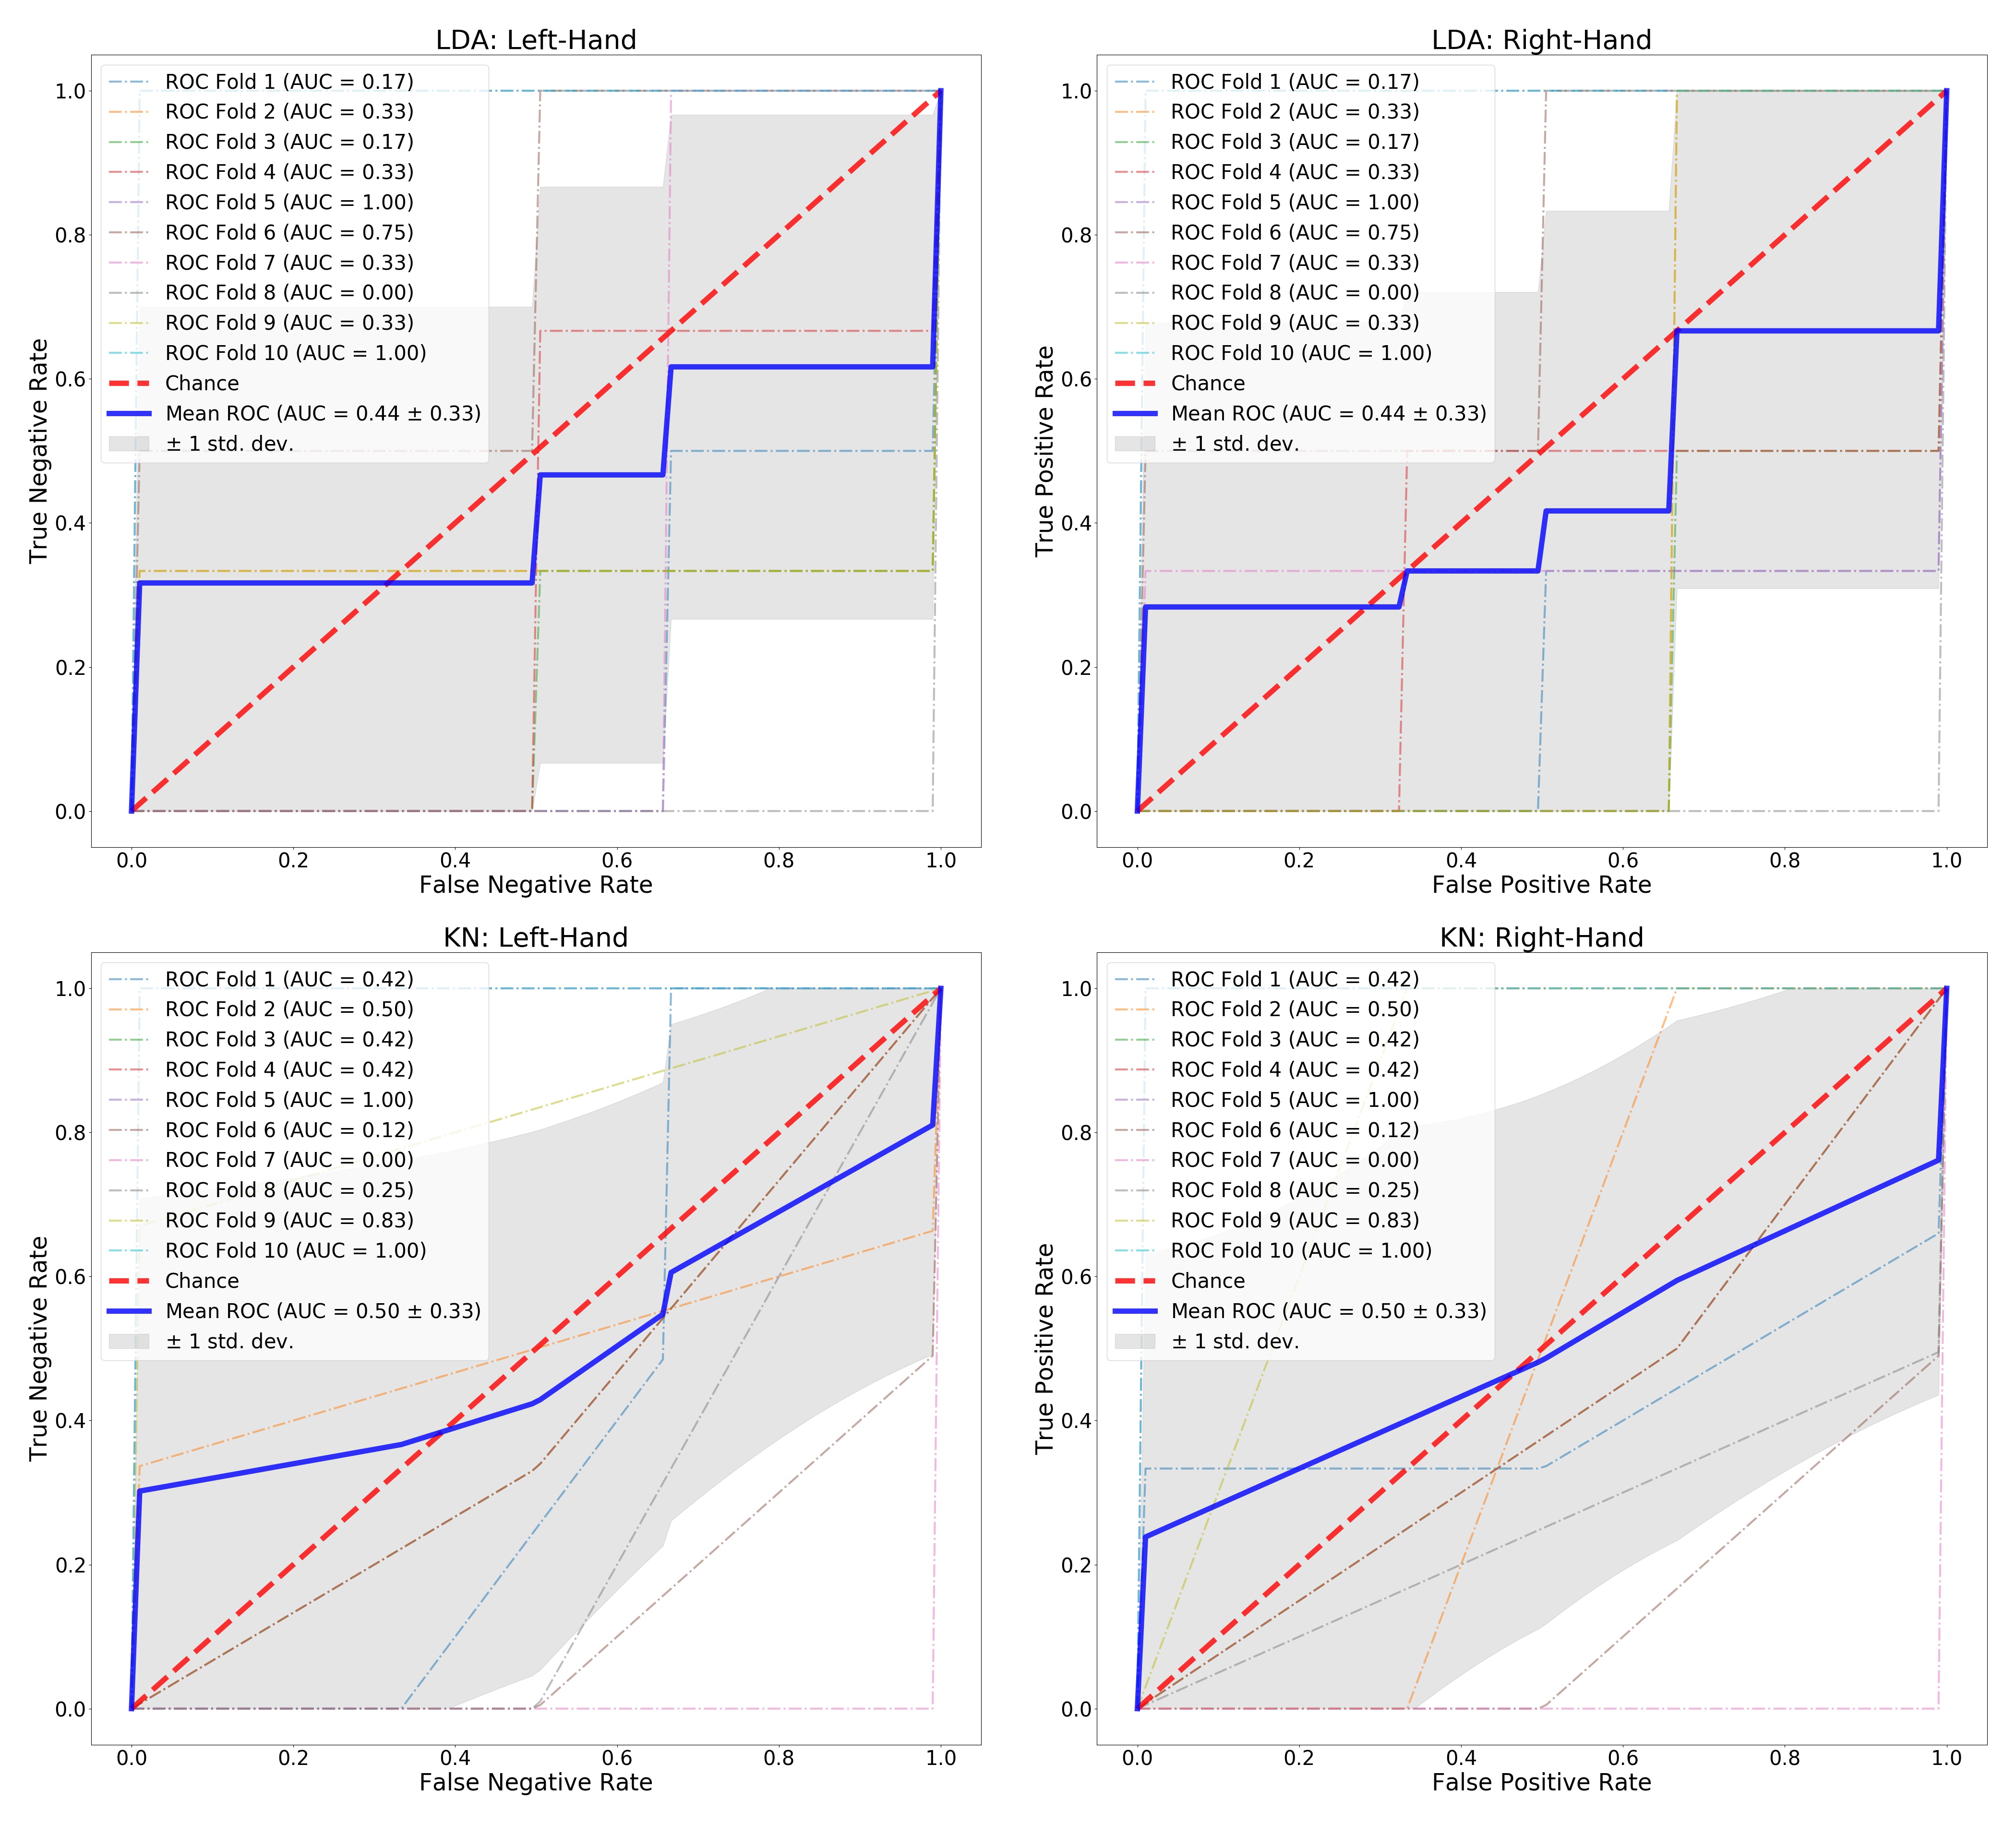 LDA: Left-Hand
True Negative Rate
1.0
0.8
0.6
0.4
0.2
0.0
ROC Fold 1 (AUC = 0.17)
ROC Fold 2 (AUC = 0.33)
ROC Fold 3 (AUC = 0.17)
ROC Fold 4 (AUC = 0.33)
ROC Fold 5 (AUC = 1.00)
ROC Fold 6 (AUC = 0.75)
ROC Fold 7 (AUC = 0.33)
ROC Fold 8 (AUC = 0.00)
ROC Fold 9 (AUC = 0.33)
ROC Fold 10 (AUC = 1.00)
Chance
Mean ROC (AUC = 0.44 ± 0.33)
± 1 std. dev.
0.0 0.2 0.4 0.6 0.8 1.0
False Negative Rate
LDA: Right-Hand
True Positive Rate
1.0
0.8
0.6
0.4
0.2
0.0
ROC Fold 1 (AUC = 0.17)
ROC Fold 2 (AUC = 0.33)
ROC Fold 3 (AUC = 0.17)
ROC Fold 4 (AUC = 0.33)
ROC Fold 5 (AUC = 1.00)
ROC Fold 6 (AUC = 0.75)
ROC Fold 7 (AUC = 0.33)
ROC Fold 8 (AUC = 0.00)
ROC Fold 9 (AUC = 0.33)
ROC Fold 10 (AUC = 1.00)
Chance
Mean ROC (AUC = 0.44 ± 0.33)
± 1 std. dev.
0.0 0.2 0.4 0.6 0.8 1.0
False Positive Rate
KN: Left-Hand
True Negative Rate
1.0
0.8
0.6
0.4
0.2
0.0
ROC Fold 1 (AUC = 0.42)
ROC Fold 2 (AUC = 0.50)
ROC Fold 3 (AUC = 0.42)
ROC Fold 4 (AUC = 0.42)
ROC Fold 5 (AUC = 1.00)
ROC Fold 6 (AUC = 0.12)
ROC Fold 7 (AUC = 0.00)
ROC Fold 8 (AUC = 0.25)
ROC Fold 9 (AUC = 0.83)
ROC Fold 10 (AUC = 1.00)
Chance
Mean ROC (AUC = 0.50 ± 0.33)
± 1 std. dev.
0.0 0.2 0.4 0.6 0.8 1.0
False Negative Rate
KN: Right-Hand
True Positive Rate
1.0
0.8
0.6
0.4
0.2
0.0
ROC Fold 1 (AUC = 0.42)
ROC Fold 2 (AUC = 0.50)
ROC Fold 3 (AUC = 0.42)
ROC Fold 4 (AUC = 0.42)
ROC Fold 5 (AUC = 1.00)
ROC Fold 6 (AUC = 0.12)
ROC Fold 7 (AUC = 0.00)
ROC Fold 8 (AUC = 0.25)
ROC Fold 9 (AUC = 0.83)
ROC Fold 10 (AUC = 1.00)
Chance
Mean ROC (AUC = 0.50 ± 0.33)
± 1 std. dev.
0.0 0.2 0.4 0.6 0.8 1.0
False Positive Rate